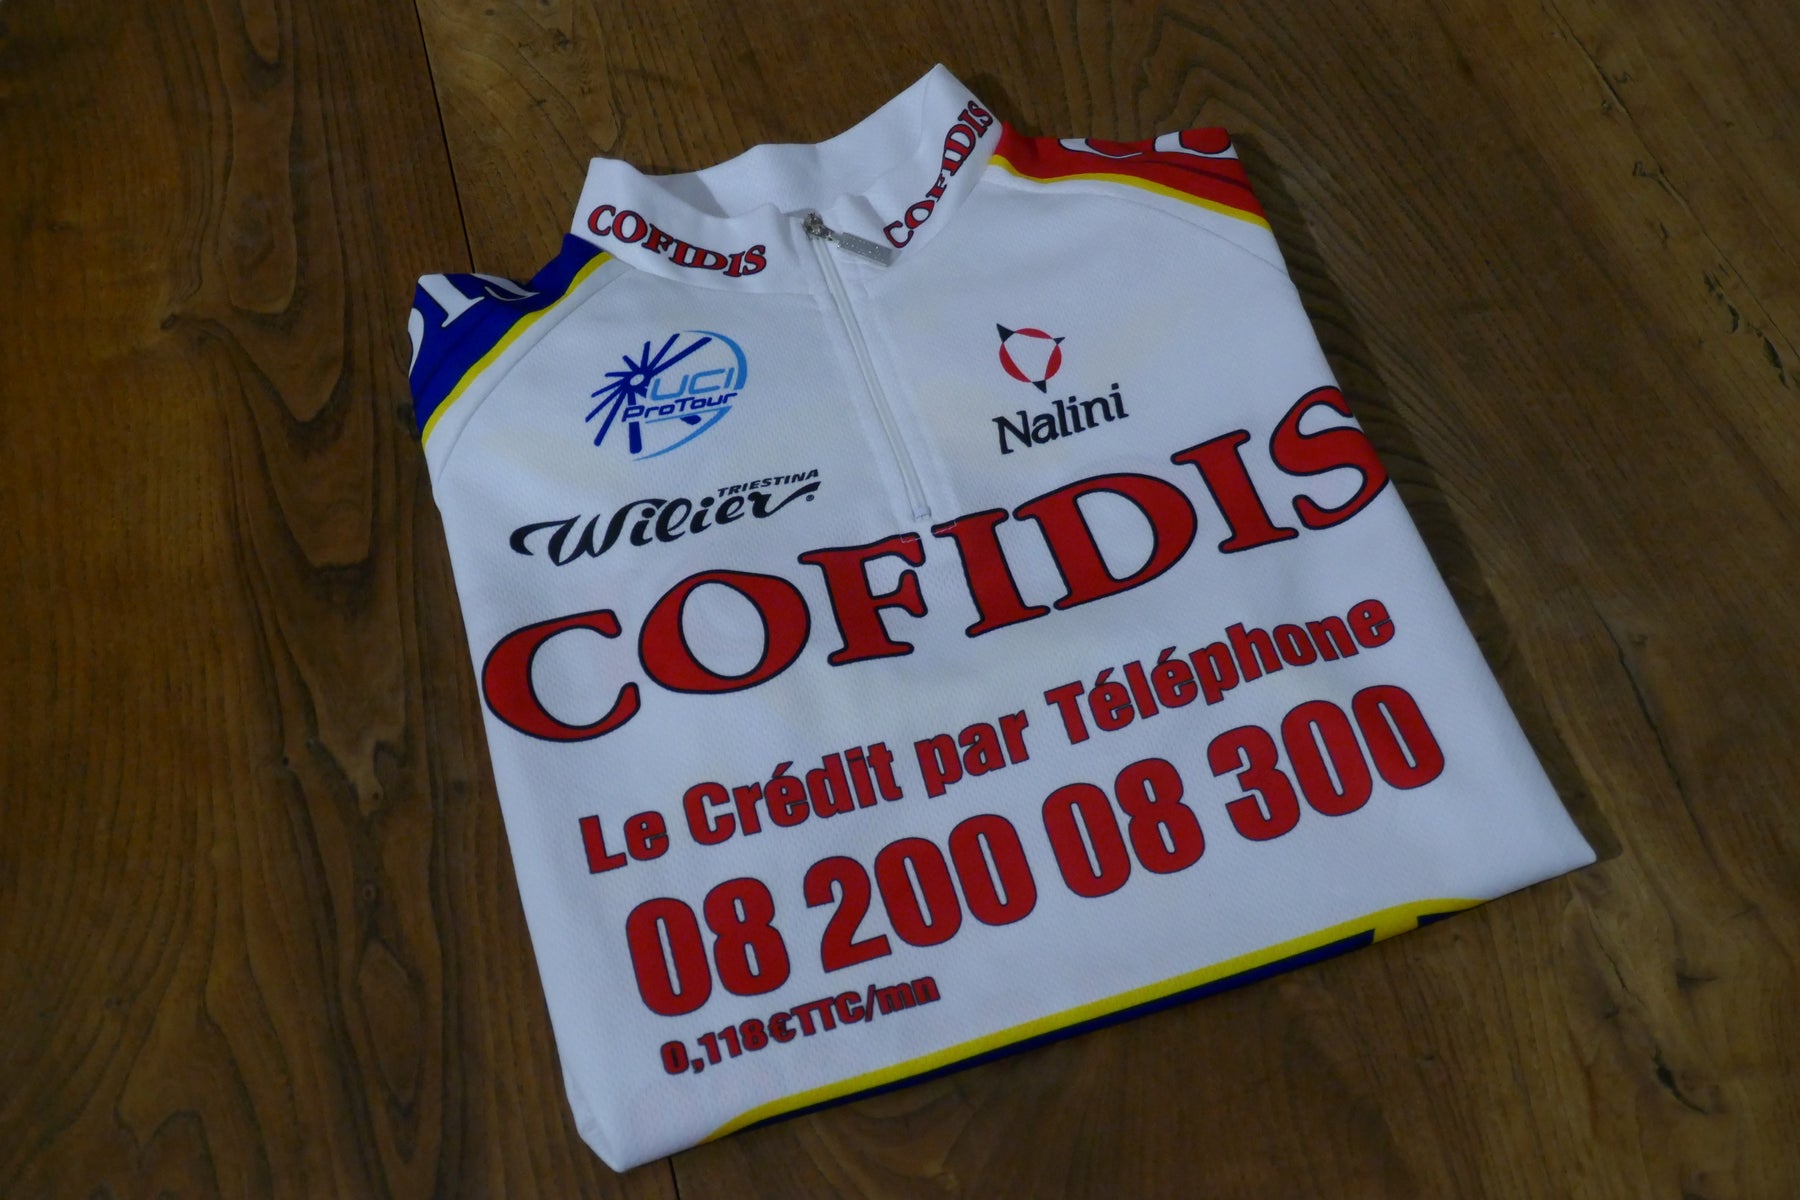 COFIDIS
COFIDIS
UCI
ProTour
Nalini
TRIESTINA
Wilier®
COFIDIS
Le Crédit par Téléphone
08 200 08 300
0,118€TTC/mn